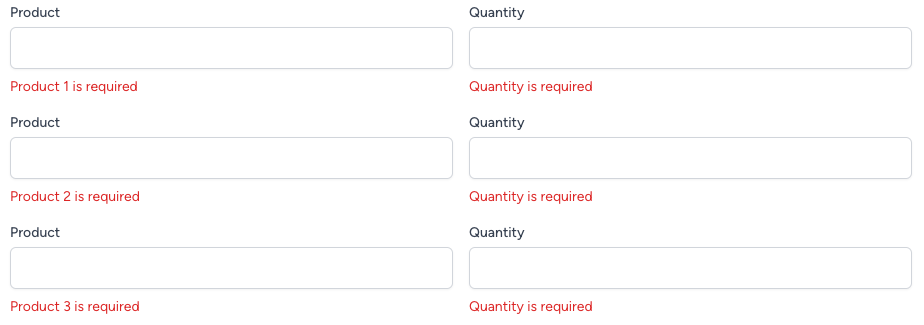 Product
Quantity
Product 1 is required
Quantity is required
Product
Quantity
Product 2 is required
Quantity is required
Product
Quantity
Product 3 is required
Quantity is required